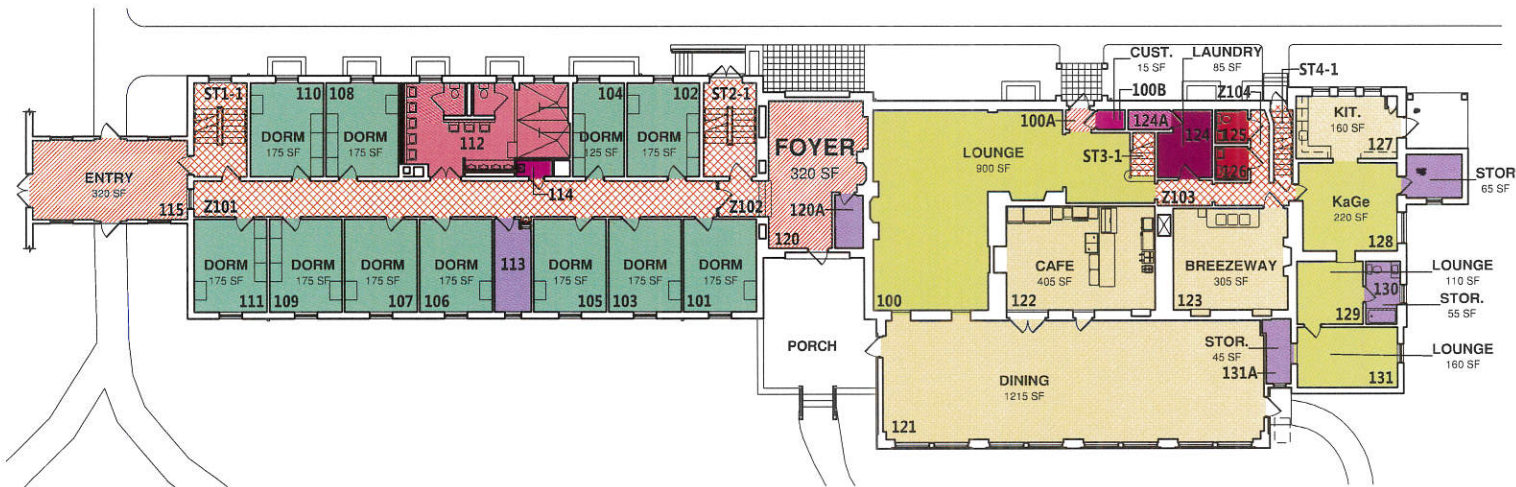 CUST.
15 SF
LAUNDRY
85 SF
ST4-1
ST1-1
110
108
104
102
ST2-1
100B
Z104
100A
124A
124
125
KIT.
160 SF
127
DORM
175 SF
DORM
175 SF
112
DORM
125 SF
DORM
175 SF
FOYER
320 SF
LOUNGE
900 SF
ST3-1
126
ENTRY
320 SF
115
114
STOR
65 SF
Z101
Z102
120A
120
Z103
KaGe
220 SF
128
DORM
175 SF
111
DORM
175 SF
109
DORM
175 SF
107
DORM
175 SF
106
113
DORM
175 SF
105
DORM
175 SF
103
DORM
175 SF
101
100
CAFE
405 SF
122
BREEZEWAY
305 SF
123
LOUNGE
110 SF
129
130
STOR.
55 SF
PORCH
STOR.
45 SF
131A
LOUNGE
160 SF
131
DINING
1215 SF
121